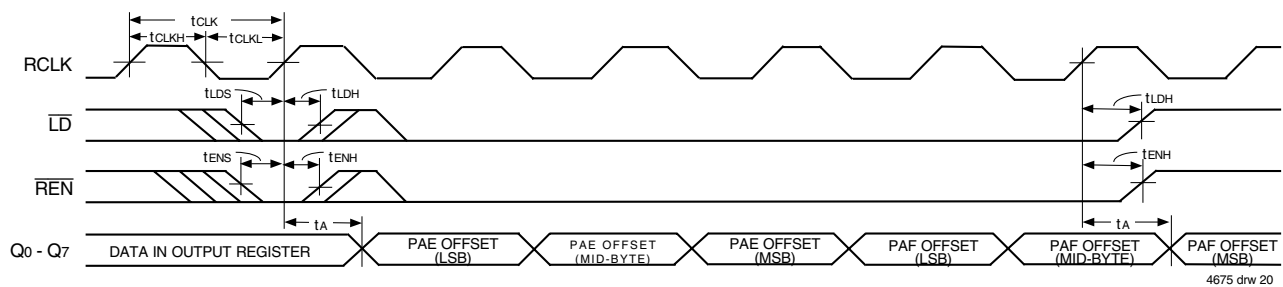 tCLK
tCLKH
tCLKL
RCLK
tLDS
tLDH
tLDH
LD
tENS
tENH
tENH
REN
tA
tA
Q0 - Q7
DATA IN OUTPUT REGISTER
PAE OFFSET
(LSB)
PAE OFFSET
(MID-BYTE)
PAE OFFSET
(MSB)
PAF OFFSET
(LSB)
PAF OFFSET
(MID-BYTE)
PAF OFFSET
(MSB)
4675 drw 20